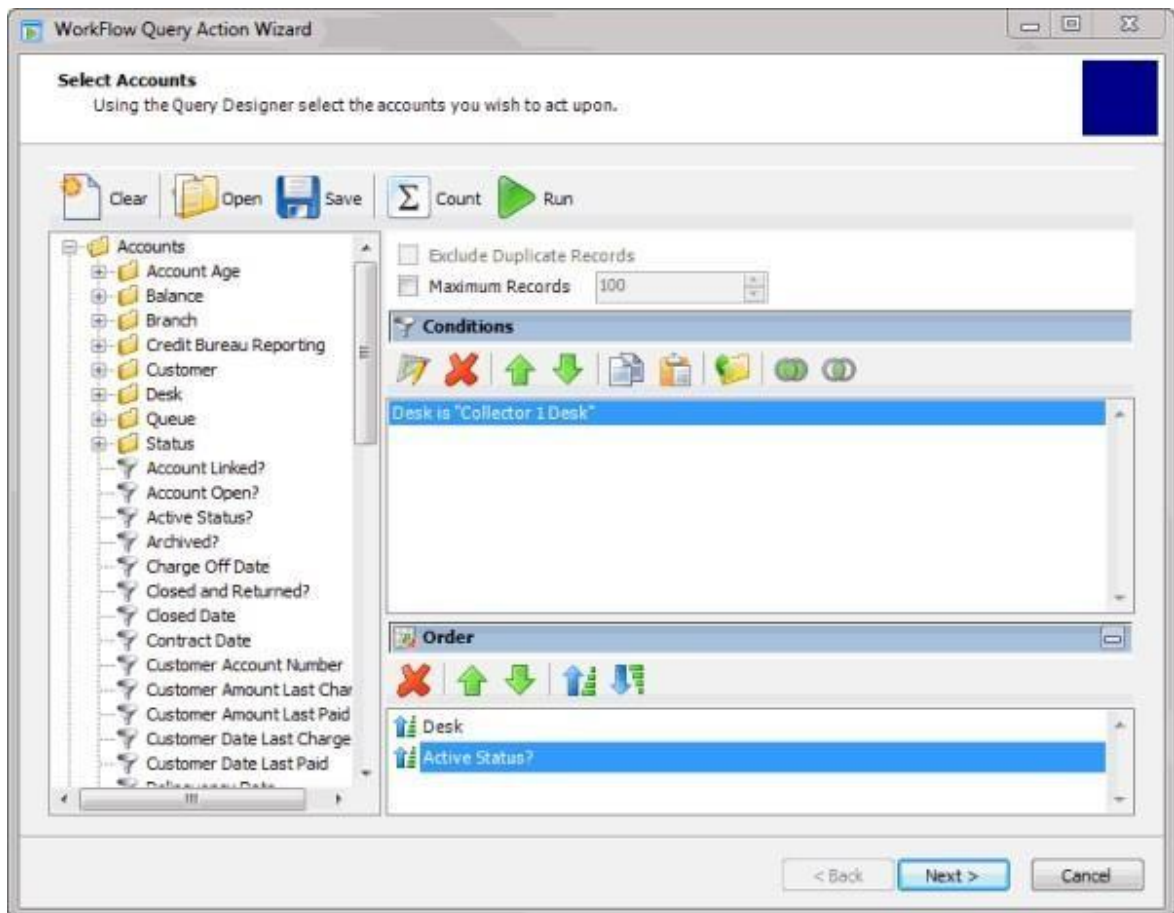 WorkFlow Query Action Wizard
Select Accounts
Using the Query Designer select the accounts you wish to act upon.
Clear Open Save Σ Count Run
Accounts
Account Age
Balance
Branch
Credit Bureau Reporting
Customer
Desk
Queue
Status
Account Linked?
Account Open?
Active Status?
Archived?
Charge Off Date
Closed and Returned?
Closed Date
Contract Date
Customer Account Number
Customer Amount Last Char
Customer Amount Last Paid
Customer Date Last Charge
Customer Date Last Paid
Delinquency Date
Exclude Duplicate Records
Maximum Records 100
Conditions
Desk is "Collector 1 Desk"
Order
Desk
Active Status?
< Back Next > Cancel